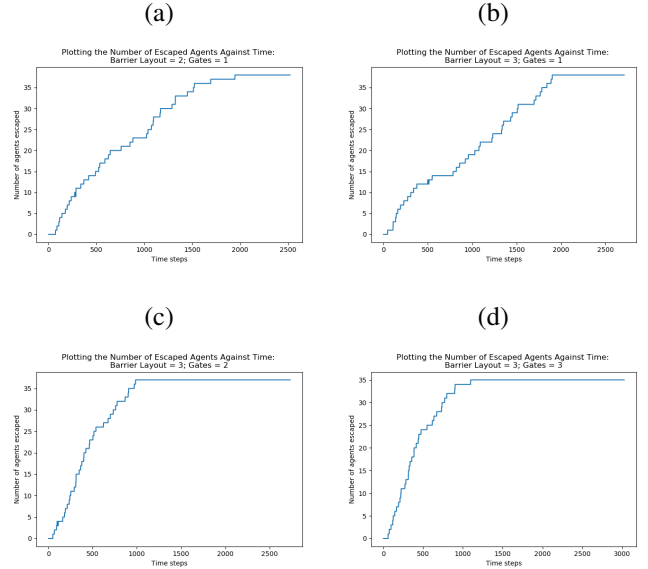 (a)
(b)
Plotting the Number of Escaped Agents Against Time:
Barrier Layout = 2; Gates = 1
35
30
25
20
15
10
5
0
Number of agents escaped
0 500 1000 1500 2000 2500
Time steps
Plotting the Number of Escaped Agents Against Time:
Barrier Layout = 3; Gates = 1
35
30
25
20
15
10
5
0
Number of agents escaped
0 500 1000 1500 2000 2500
Time steps
(c)
(d)
Plotting the Number of Escaped Agents Against Time:
Barrier Layout = 3; Gates = 2
35
30
25
20
15
10
5
0
Number of agents escaped
0 500 1000 1500 2000 2500
Time steps
Plotting the Number of Escaped Agents Against Time:
Barrier Layout = 3; Gates = 3
35
30
25
20
15
10
5
0
Number of agents escaped
0 500 1000 1500 2000 2500 3000
Time steps